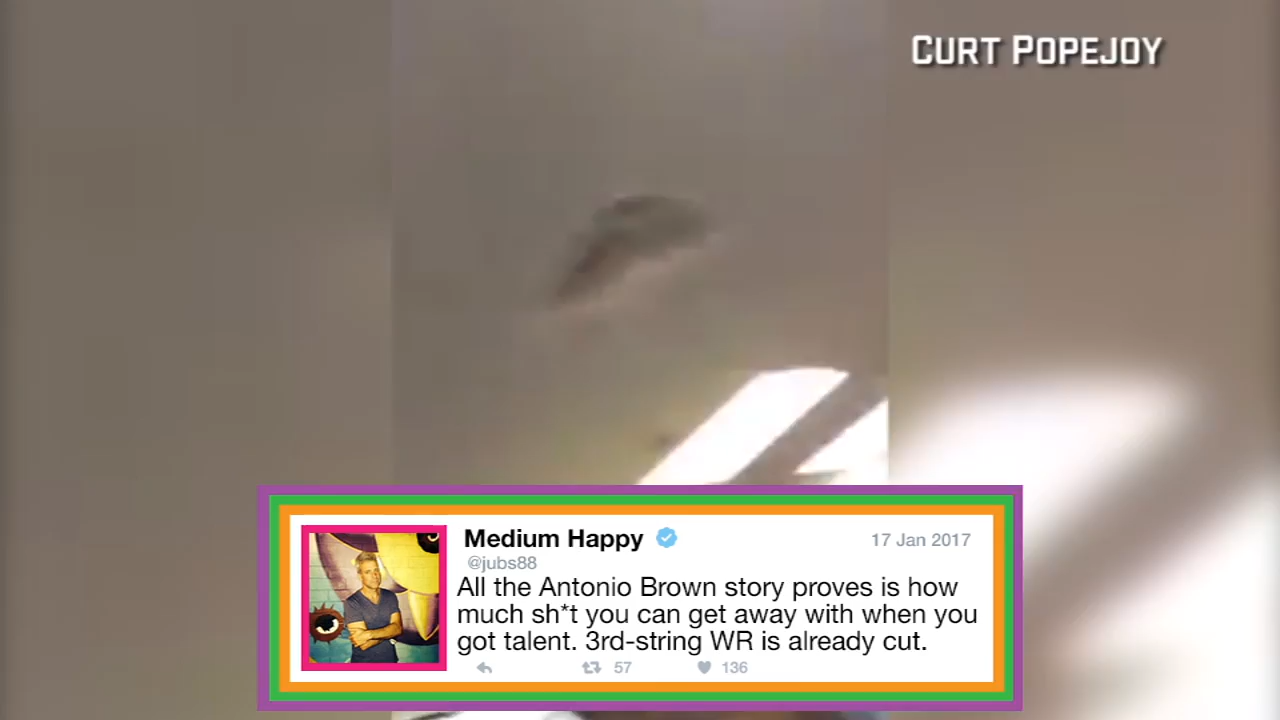 CURT POPEJOY
Medium Happy
17 Jan 2017
@jubs88
All the Antonio Brown story proves is how
much sh*t you can get away with when you
got talent. 3rd-string WR is already cut.
57
136